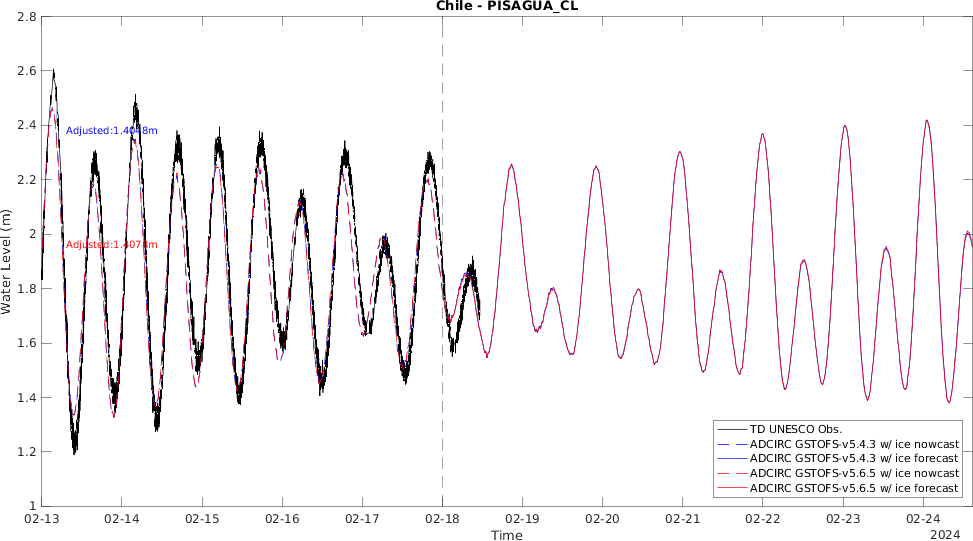 Chile - PISAGUA_CL
Water Level (m)
2.8
2.6
2.4
2.2
2
1.8
1.6
1.4
1.2
1
Adjusted:1.4048m
Adjusted:1.4078m
TD UNESCO Obs.
ADCIRC GSTOFS-v5.4.3 w/ ice nowcast
ADCIRC GSTOFS-v5.4.3 w/ ice forecast
ADCIRC GSTOFS-v5.6.5 w/ ice nowcast
ADCIRC GSTOFS-v5.6.5 w/ ice forecast
02-13 02-14 02-15 02-16 02-17 02-18 02-19 02-20 02-21 02-22 02-23 02-24
Time
2024